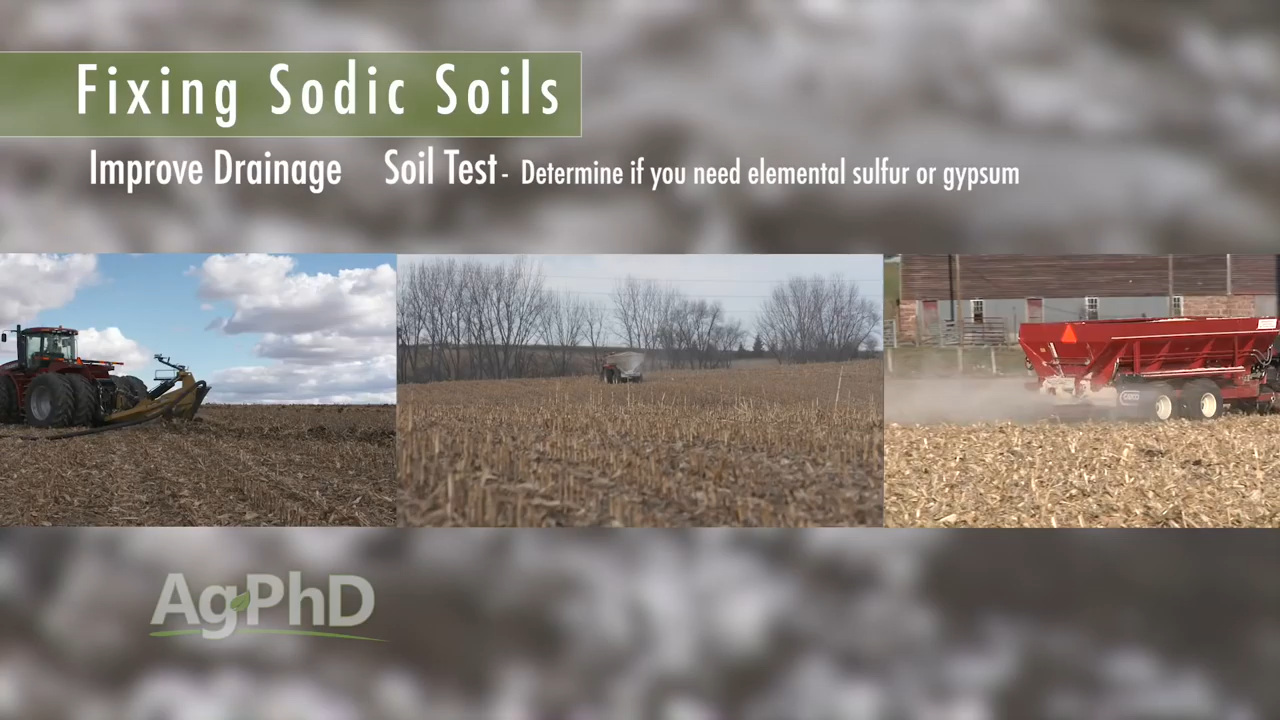 Fixing Sodic Soils
Improve Drainage Soil Test - Determine if you need elemental sulfur or gypsum
AgPhD